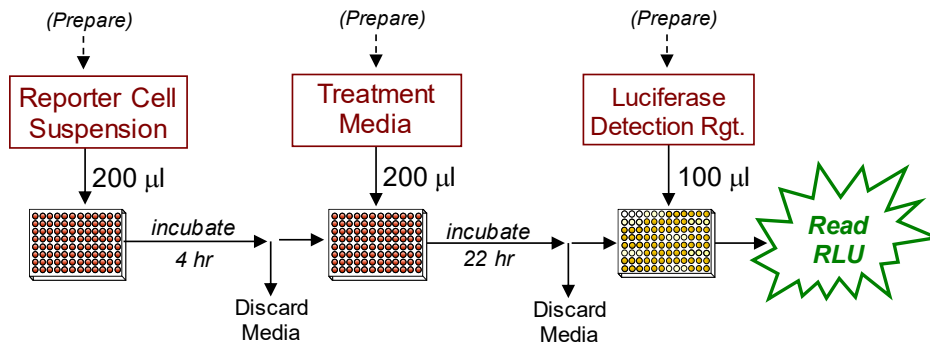 (Prepare)
(Prepare)
(Prepare)
Reporter Cell
Suspension
Treatment
Media
Luciferase
Detection Rgt.
200 µl
200 µl
100 µl
incubate
4 hr
incubate
22 hr
Read
RLU
Discard
Media
Discard
Media